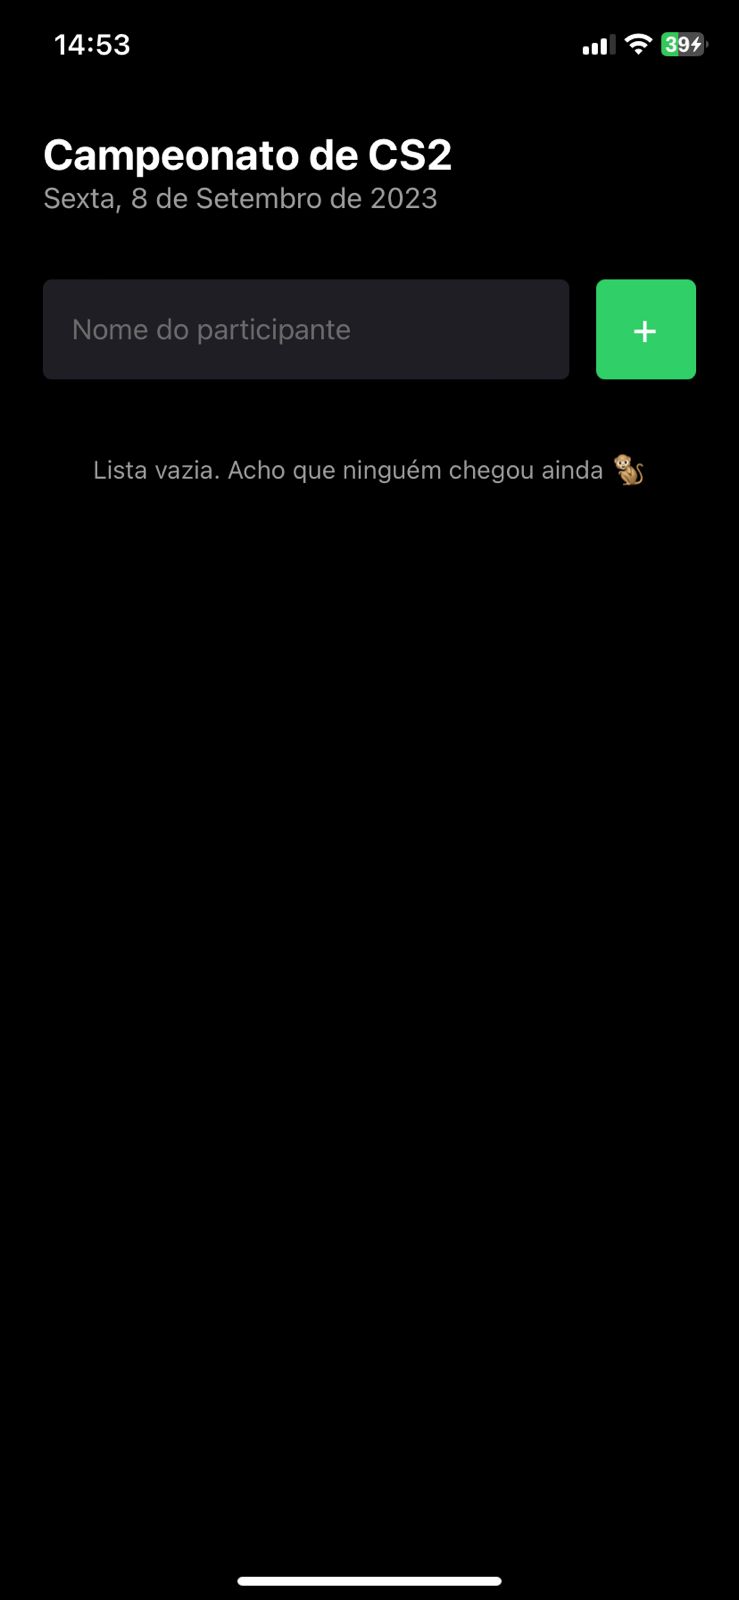 14:53
39
Campeonato de CS2
Sexta, 8 de Setembro de 2023
Nome do participante
+
Lista vazia. Acho que ninguém chegou ainda 🐒